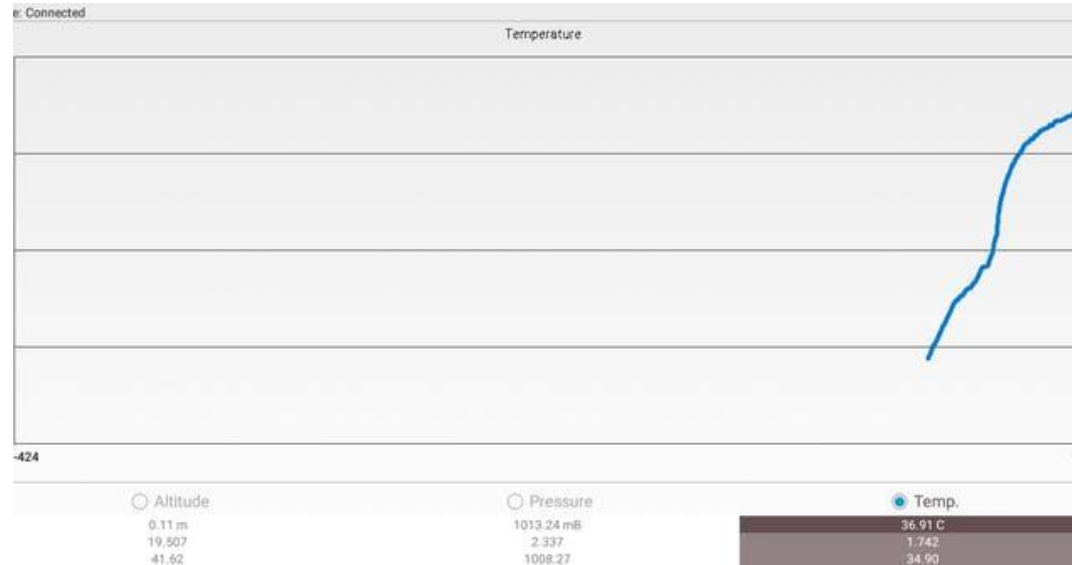 e: Connected
Temperature
-424
Altitude Pressure Temp.
0.11 m 1013.24 mB 36.91 C
19.507 2.337 1.742
41.62 1008.27 34.90